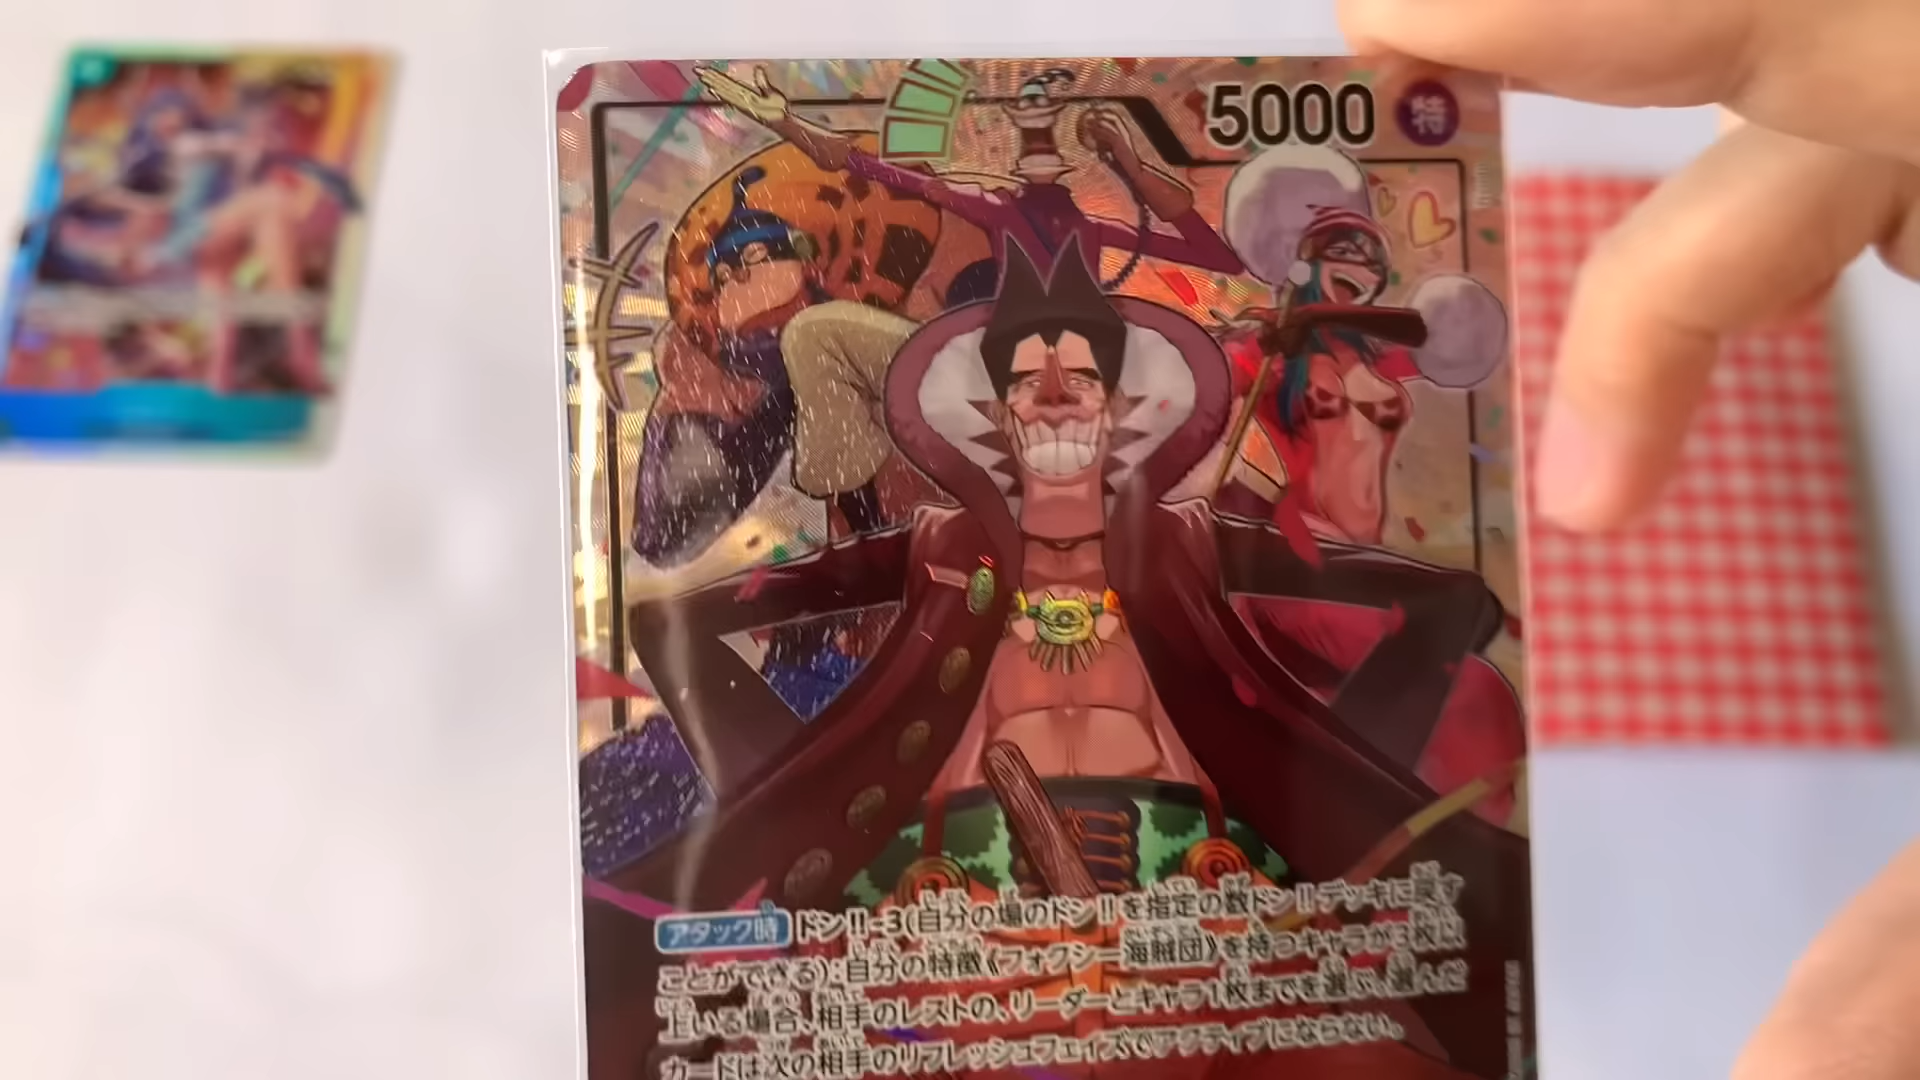 5000 特
アタック時 ドン!!-3(自分の場のドン!!を指定の数ドン!!デッキに戻す
ことができる):自分の特徴《フォクシー海賊団》を持つキャラが3枚以
上いる場合、相手のレストの、リーダーとキャラ1枚までを選ぶ。選んだ
カードは次の相手のリフレッシュフェイズでアクティブにならない。